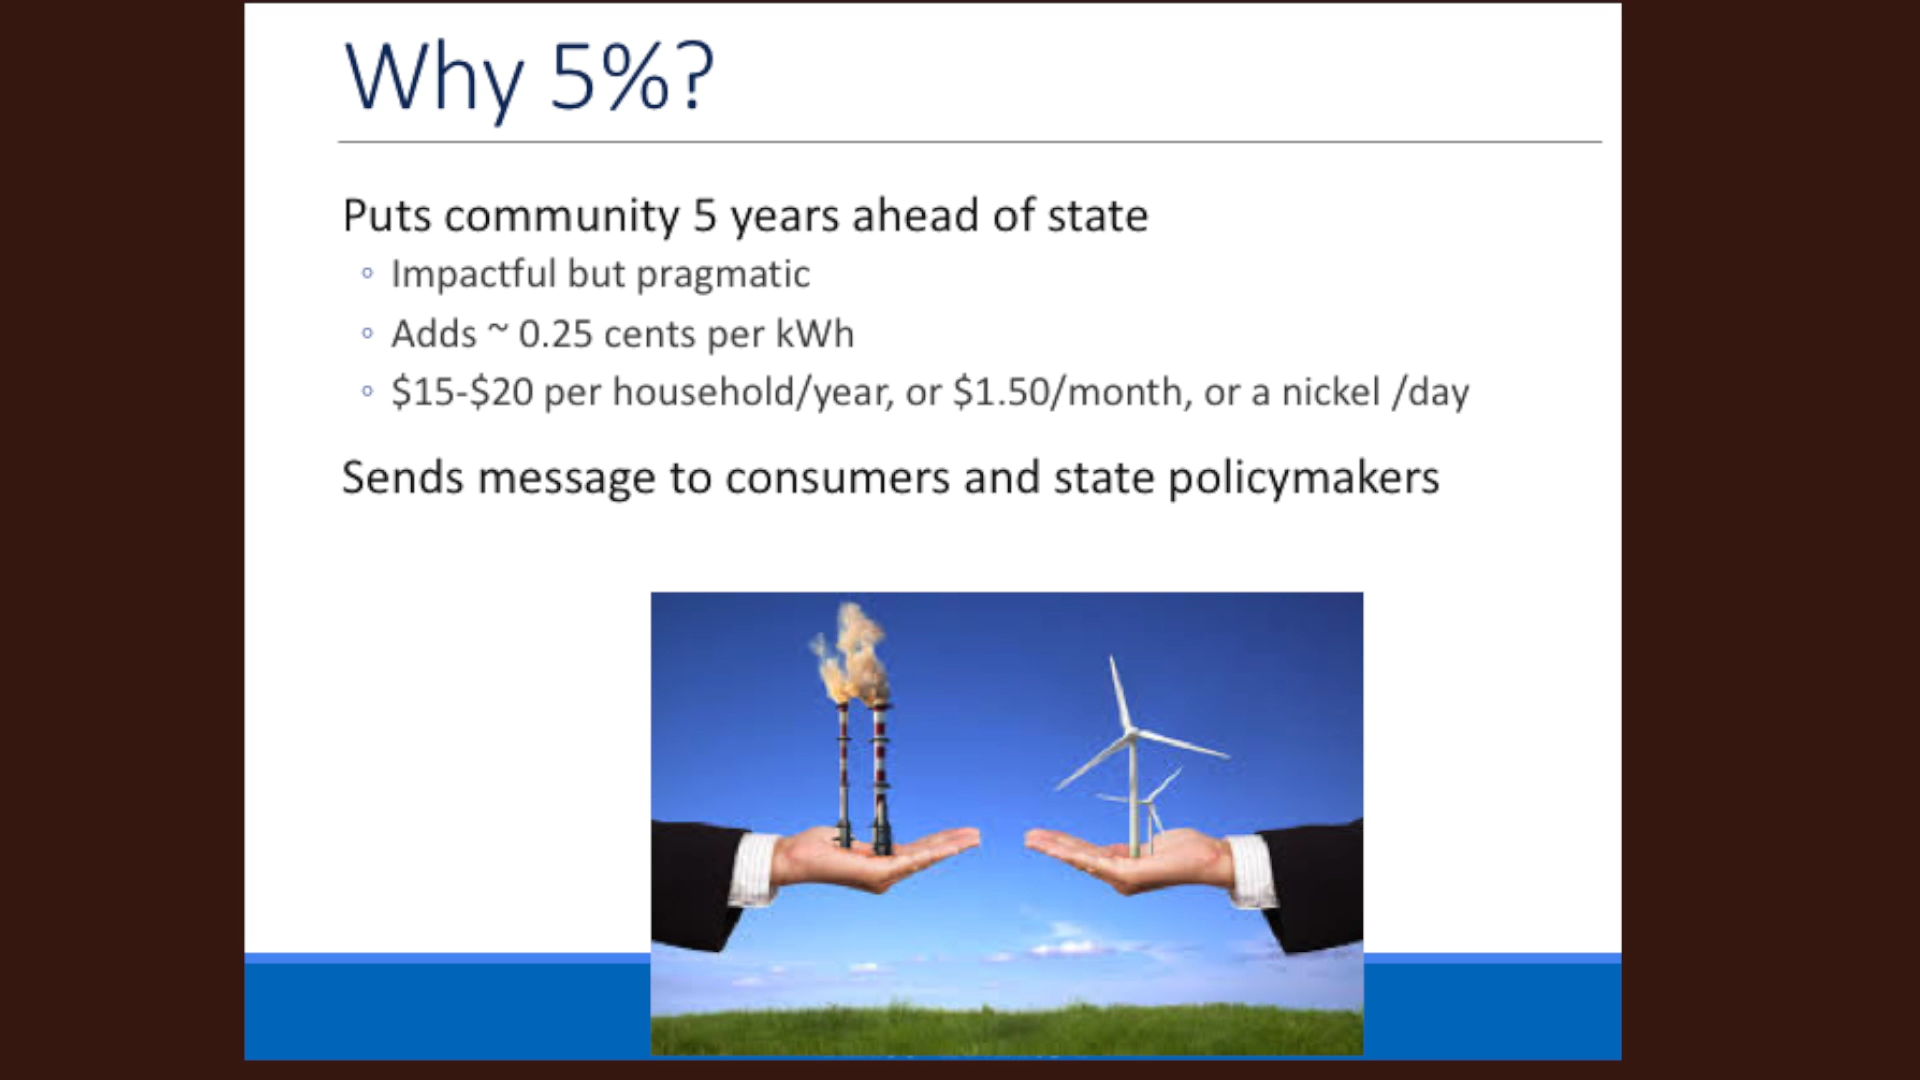 Why 5%?
Puts community 5 years ahead of state
◦ Impactful but pragmatic
◦ Adds ~ 0.25 cents per kWh
◦ $15-$20 per household/year, or $1.50/month, or a nickel /day
Sends message to consumers and state policymakers